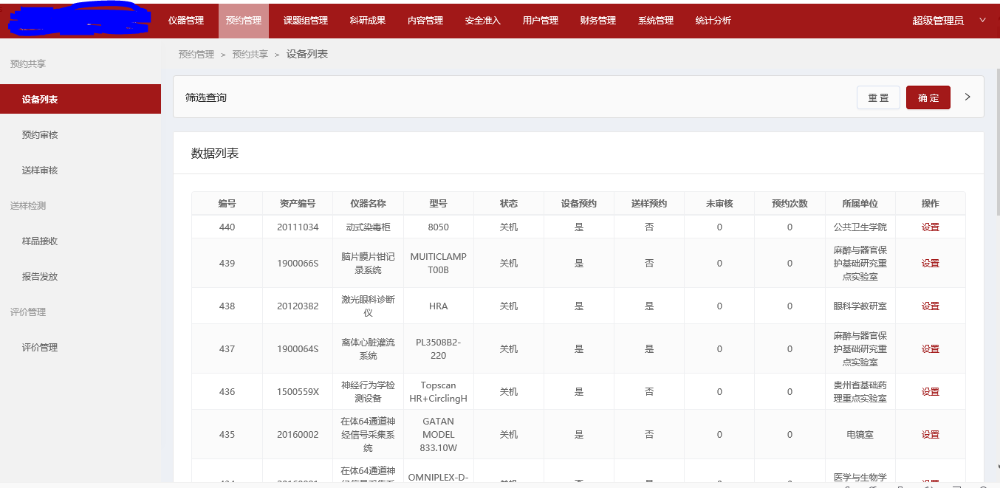 仪器管理 预约管理 课题组管理 科研成果 内容管理 安全准入 用户管理 财务管理 系统管理 统计分析 超级管理员
预约共享
设备列表
预约审核
送样审核
送样检测
样品接收
报告发放
评价管理
评价管理
预约管理 > 预约共享 > 设备列表
筛选查询 重置 确定 >
数据列表
编号 资产编号 仪器名称 型号 状态 设备预约 送样预约 未审核 预约次数 所属单位 操作
440 20111034 动式染毒柜 8050 关机 是 否 0 0 公共卫生学院 设置
439 1900066S 脑片膜片钳记录系统 MUITICLAMP T00B 关机 是 否 0 0 麻醉与器官保护基础研究重点实验室 设置
438 20120382 激光眼科诊断仪 HRA 关机 是 是 0 0 眼科学教研室 设置
437 1900064S 离体心脏灌流系统 PL3508B2-220 关机 是 是 0 0 麻醉与器官保护基础研究重点实验室 设置
436 1500559X 神经行为学检测设备 Topscan HR+CirclingH 关机 是 否 0 0 贵州省基础药理重点实验室 设置
435 20160002 在体64通道神经信号采集系统 GATAN MODEL 833.10W 关机 是 否 0 0 电镜室 设置
在体64通道神 OMNIPLEX-D- 医学与生物学